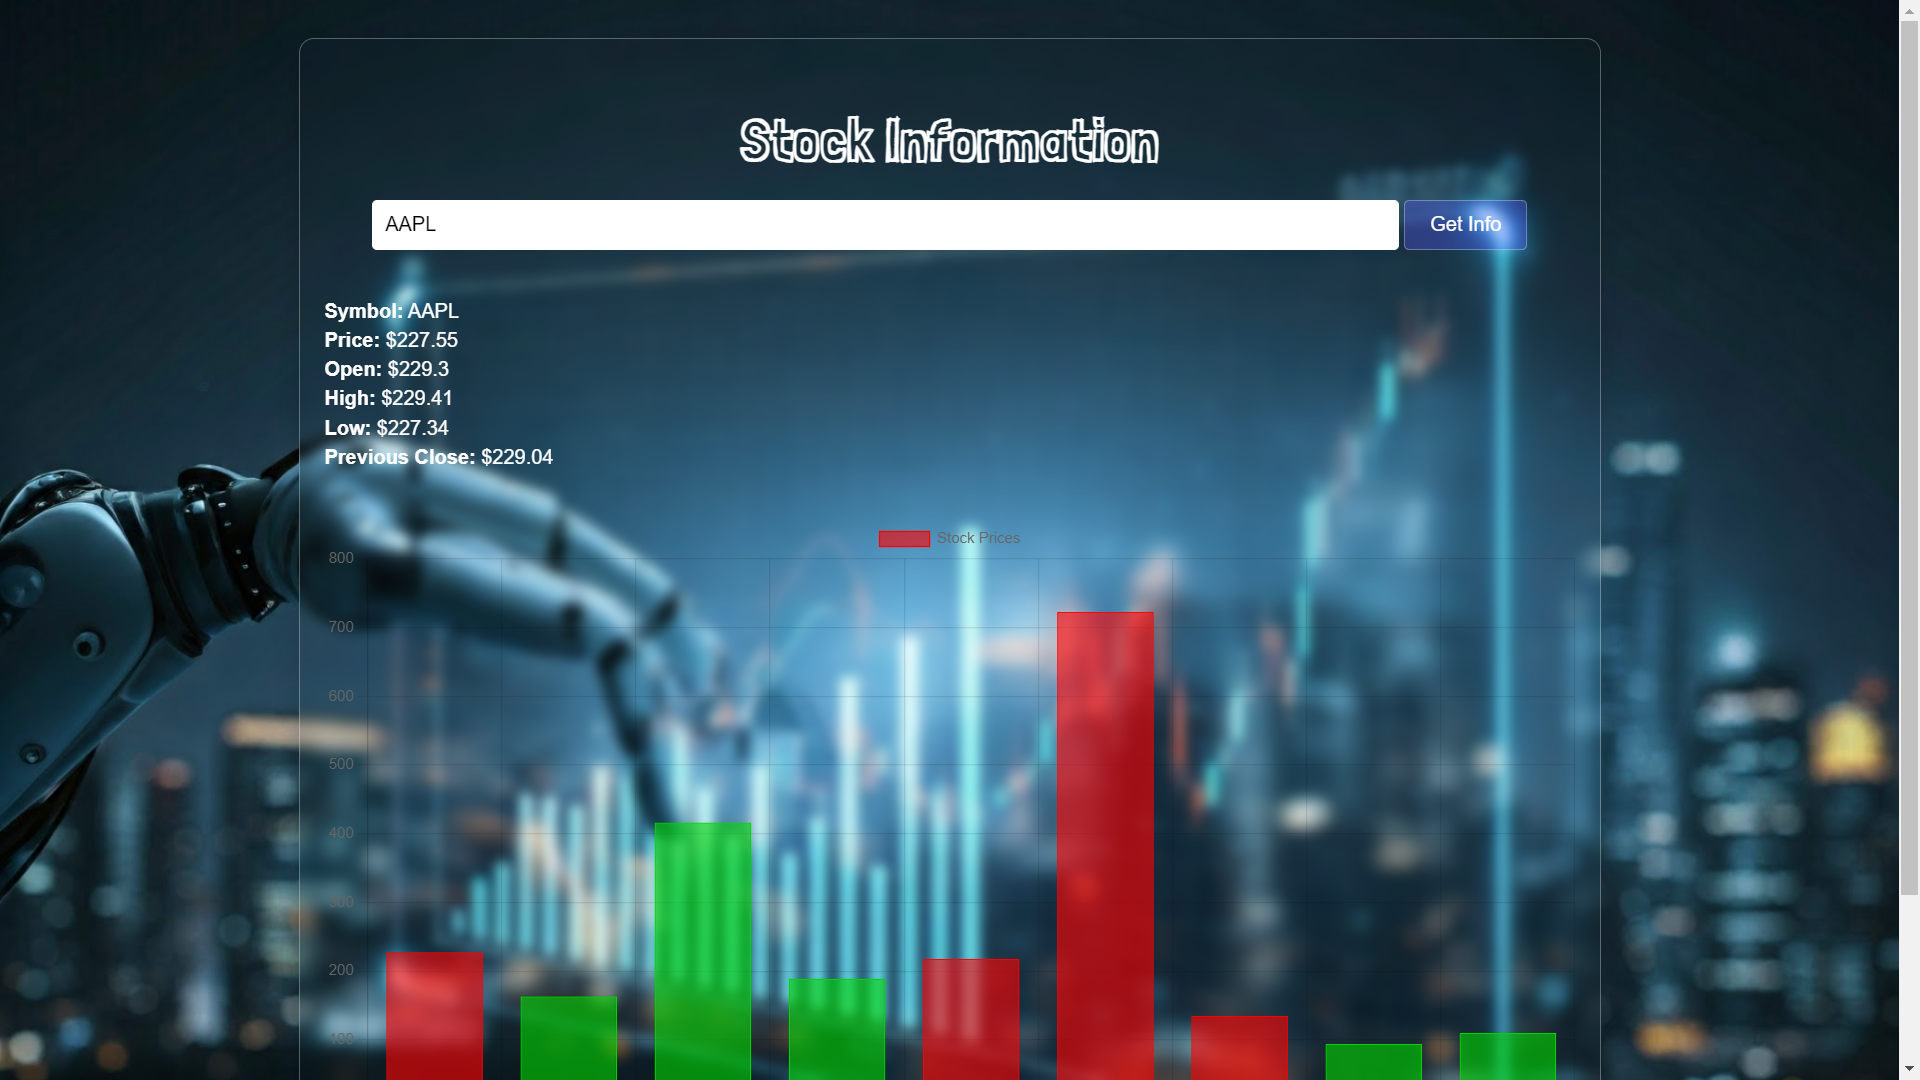 Stock Information
AAPL
Get Info
Symbol: AAPL
Price: $227.55
Open: $229.3
High: $229.41
Low: $227.34
Previous Close: $229.04
Stock Prices
800
700
600
500
400
300
200
100